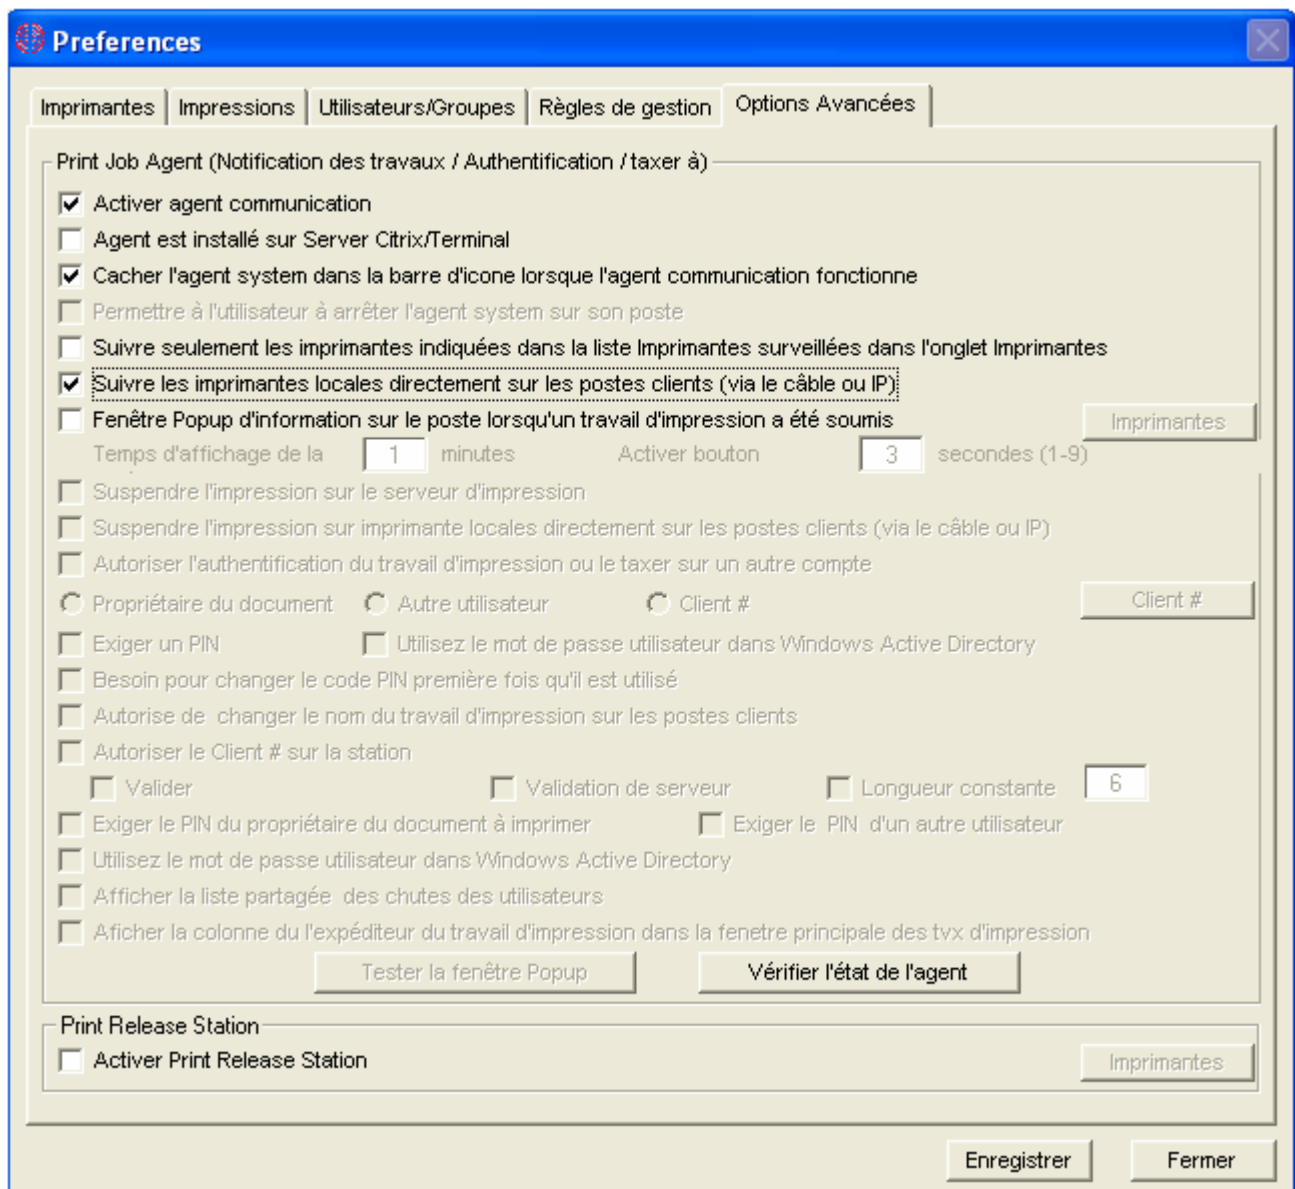 Preferences
Imprimantes Impressions Utilisateurs/Groupes Règles de gestion Options Avancées
Print Job Agent (Notification des travaux / Authentification / taxer à)
Activer agent communication
Agent est installé sur Server Citrix/Terminal
Cacher l'agent system dans la barre d'icone lorsque l'agent communication fonctionne
Permettre à l'utilisateur à arrêter l'agent system sur son poste
Suivre seulement les imprimantes indiquées dans la liste Imprimantes surveillées dans l'onglet Imprimantes
Suivre les imprimantes locales directement sur les postes clients (via le câble ou IP)
Fenêtre Popup d'information sur le poste lorsqu'un travail d'impression a été soumis Imprimantes
Temps d'affichage de la 1 minutes Activer bouton 3 secondes (1-9)
Suspendre l'impression sur le serveur d'impression
Suspendre l'impression sur imprimante locales directement sur les postes clients (via le câble ou IP)
Autoriser l'authentification du travail d'impression ou le taxer sur un autre compte
Propriétaire du document Autre utilisateur Client # Client #
Exiger un PIN Utilisez le mot de passe utilisateur dans Windows Active Directory
Besoin pour changer le code PIN première fois qu'il est utilisé
Autorise de changer le nom du travail d'impression sur les postes clients
Autoriser le Client # sur la station
Valider Validation de serveur Longueur constante 6
Exiger le PIN du propriétaire du document à imprimer Exiger le PIN d'un autre utilisateur
Utilisez le mot de passe utilisateur dans Windows Active Directory
Afficher la liste partagée des chutes des utilisateurs
Aficher la colonne du l'expéditeur du travail d'impression dans la fenetre principale des tvx d'impression
Tester la fenêtre Popup Vérifier l'état de l'agent
Print Release Station
Activer Print Release Station Imprimantes
Enregistrer Fermer